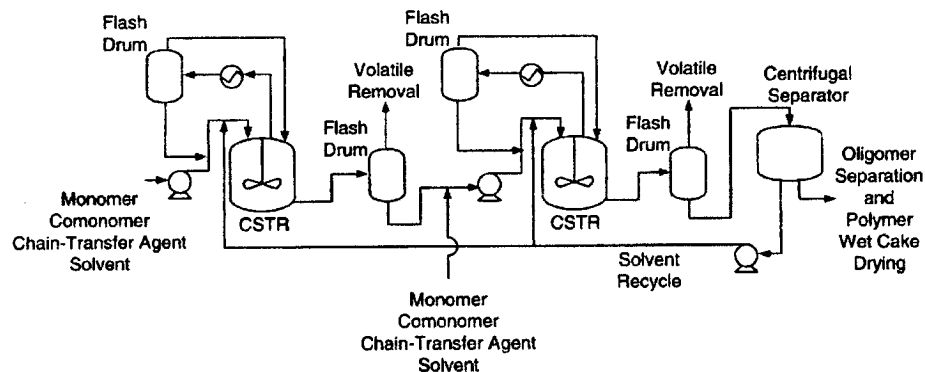 Flash
Drum
Flash
Drum
Volatile
Removal
Volatile
Removal
Centrifugal
Separator
Flash
Drum
Flash
Drum
Monomer
Comonomer
Chain-Transfer Agent
Solvent
CSTR
CSTR
Oligomer
Separation
and
Polymer
Wet Cake
Drying
Solvent
Recycle
Monomer
Comonomer
Chain-Transfer Agent
Solvent